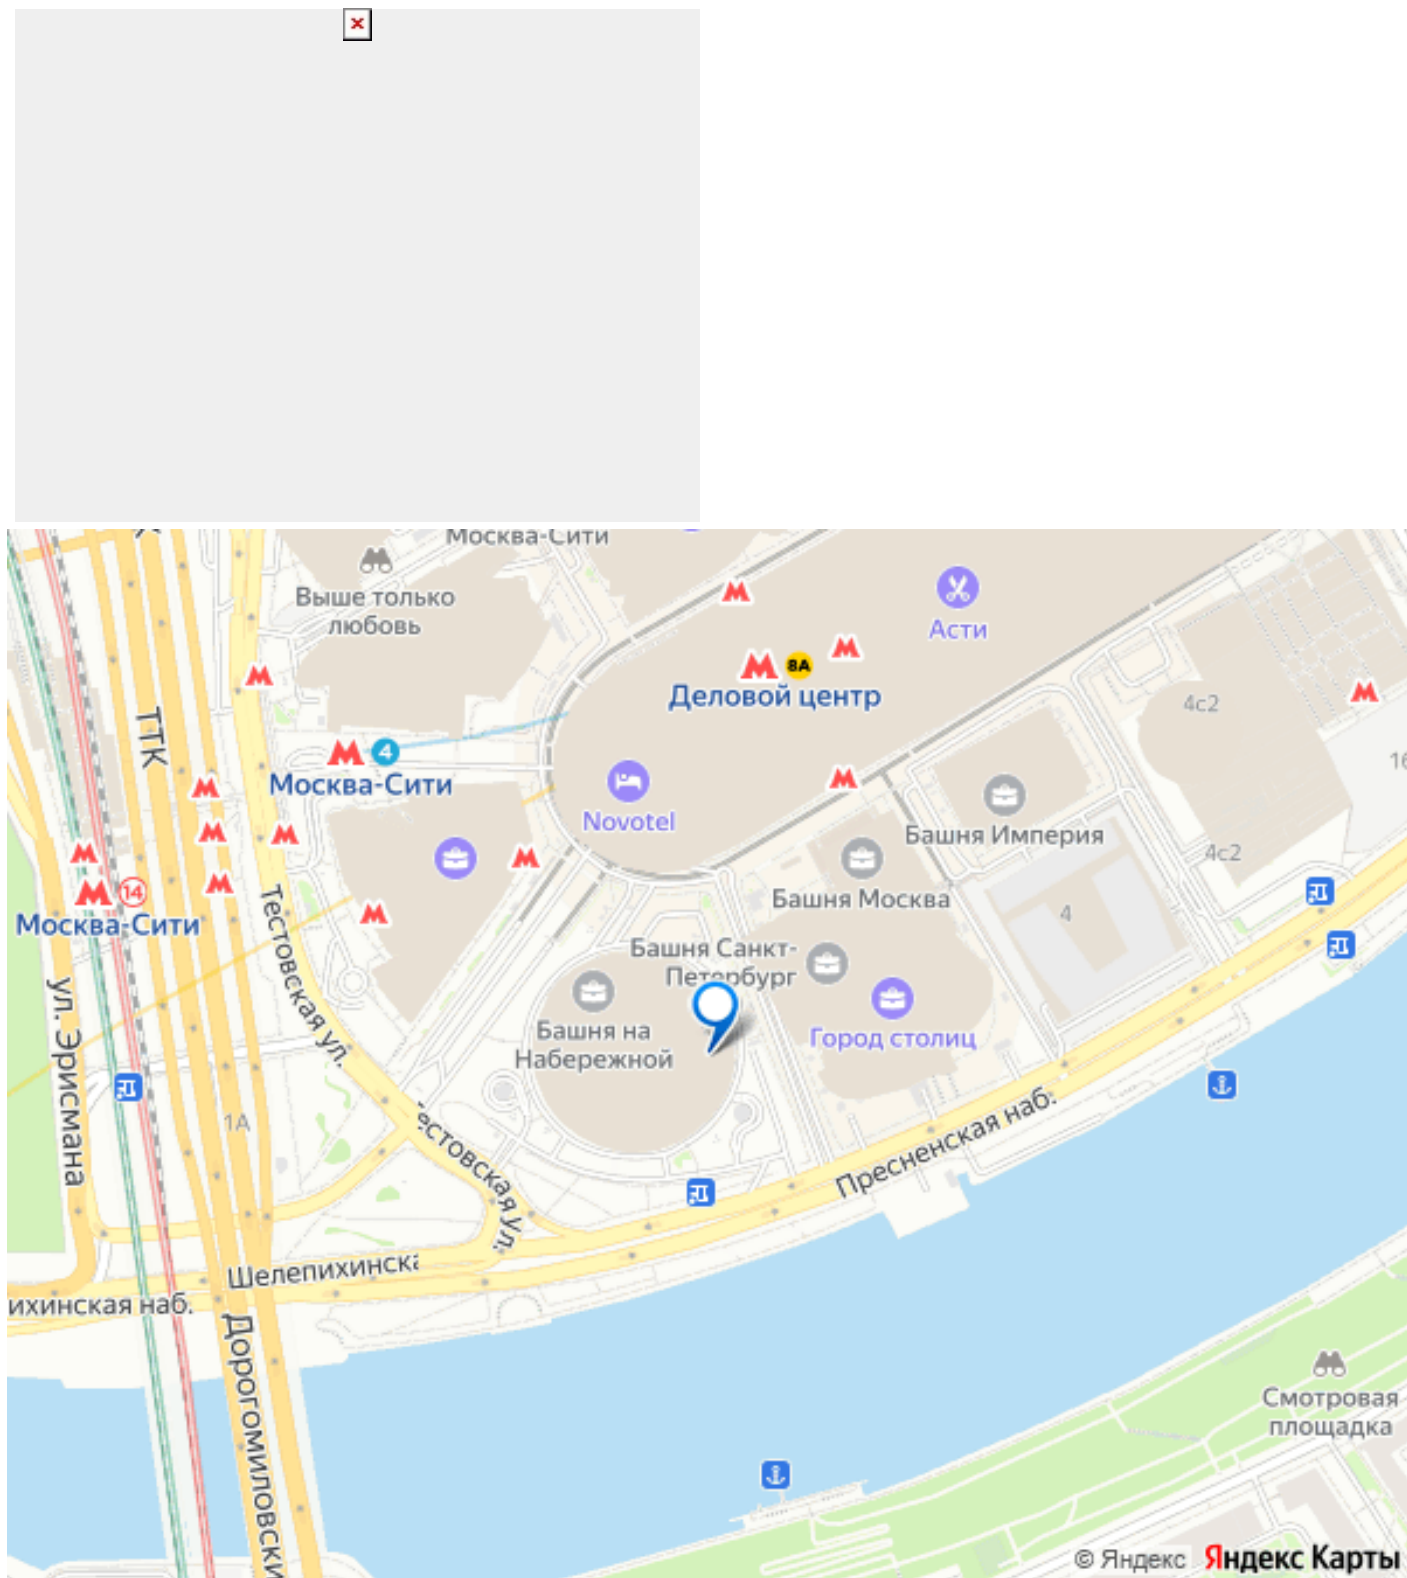 Москва-Сити
Выше только
любовь
Асти
8А
Деловой центр
4с2
ТТК
4
Москва-Сити
16
Novotel
Башня Империя
4с2
14
Москва-Сити
Башня Москва
4
Тестовская ул.
Башня Санкт-
Петербург
ул. Эрисмана
Башня на
Набережной
Город столиц
1А
Тестовская ул.
Пресненская наб.
Шелепихинска
ихинская наб.
Дорогомиловски
Смотровая
площадка
© Яндекс Яндекс Карты